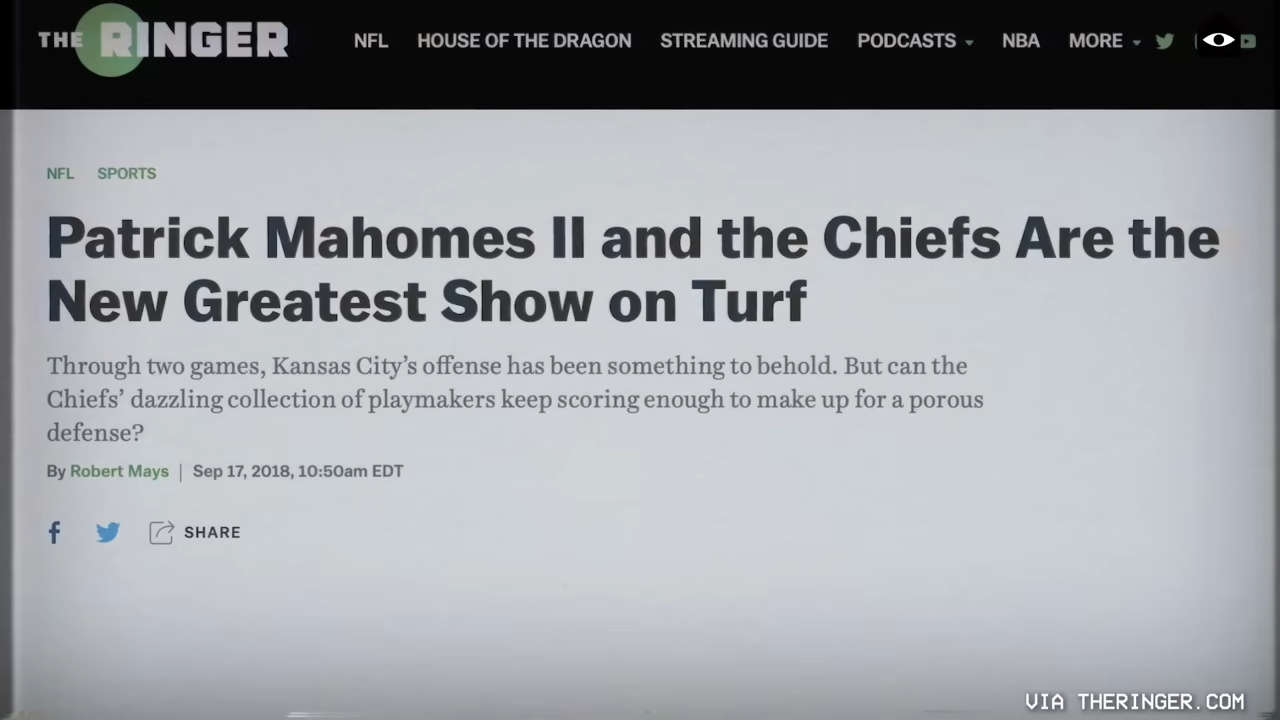 THE RINGER
NFL HOUSE OF THE DRAGON STREAMING GUIDE PODCASTS NBA MORE
NFL SPORTS
Patrick Mahomes II and the Chiefs Are the
New Greatest Show on Turf
Through two games, Kansas City’s offense has been something to behold. But can the
Chiefs’ dazzling collection of playmakers keep scoring enough to make up for a porous
defense?
By Robert Mays | Sep 17, 2018, 10:50am EDT
f SHARE
VIA THERINGER.COM